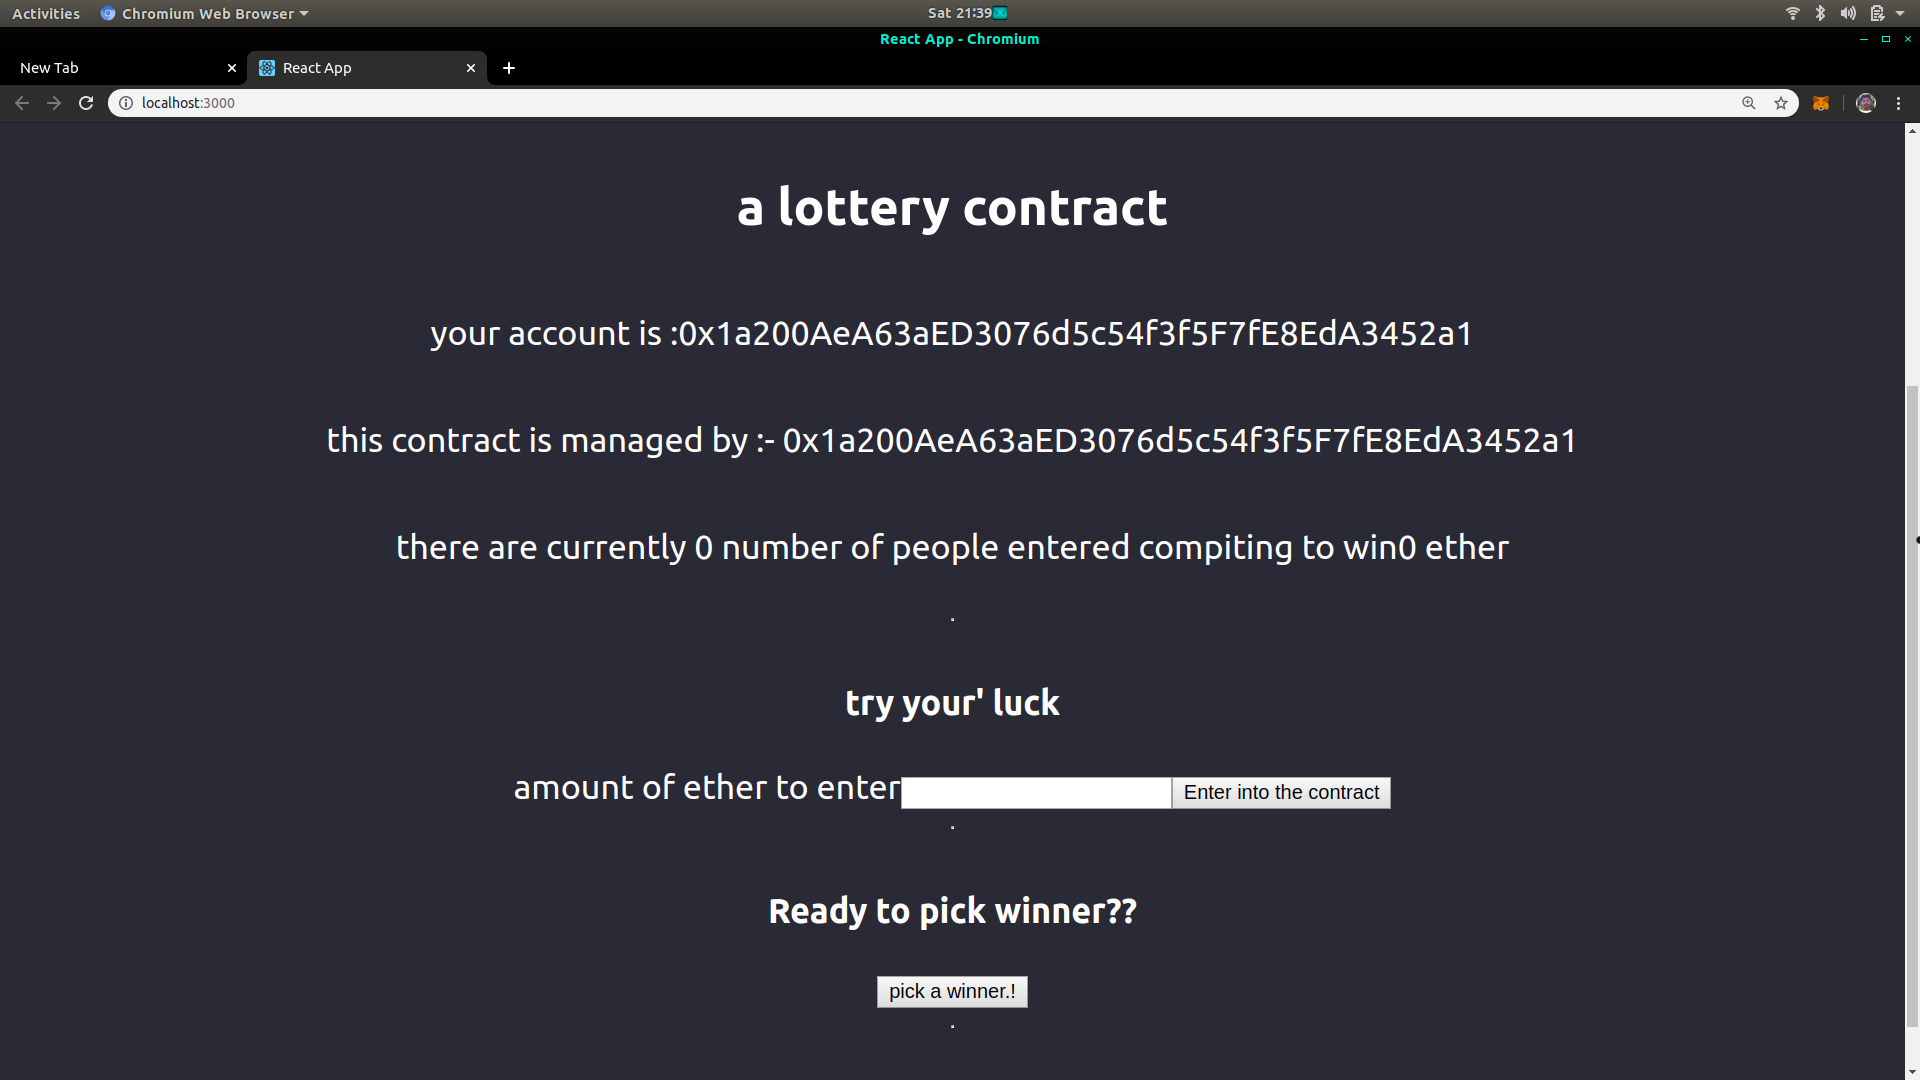 Activities Chromium Web Browser Sat 21:39
React App - Chromium
New Tab React App
localhost:3000
a lottery contract
your account is :0x1a200AeA63aED3076d5c54f3f5F7fE8EdA3452a1
this contract is managed by :- 0x1a200AeA63aED3076d5c54f3f5F7fE8EdA3452a1
there are currently 0 number of people entered compiting to win0 ether
.
try your' luck
amount of ether to enter Enter into the contract
.
Ready to pick winner??
pick a winner.!
.